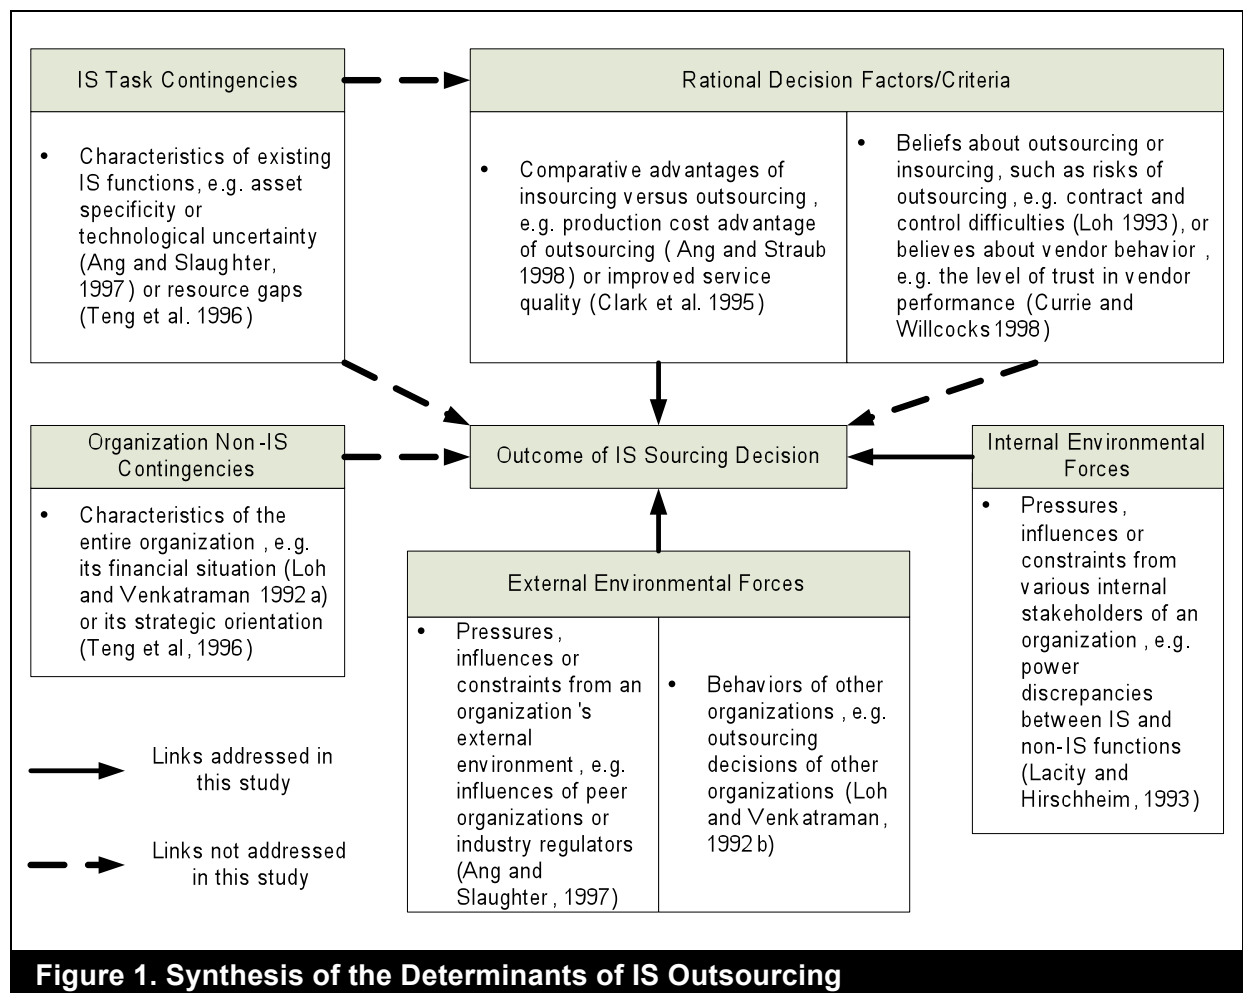 IS Task Contingencies
• Characteristics of existing
IS functions, e.g. asset
specificity or
technological uncertainty
(Ang and Slaughter,
1997) or resource gaps
(Teng et al. 1996)
Rational Decision Factors/Criteria
• Comparative advantages of
insourcing versus outsourcing,
e.g. production cost advantage
of outsourcing (Ang and Straub
1998) or improved service
quality (Clark et al. 1995)
• Beliefs about outsourcing or
insourcing, such as risks of
outsourcing, e.g. contract and
control difficulties (Loh 1993), or
believes about vendor behavior,
e.g. the level of trust in vendor
performance (Currie and
Willcocks 1998)
Organization Non-IS
Contingencies
• Characteristics of the
entire organization, e.g.
its financial situation (Loh
and Venkatraman 1992a)
or its strategic orientation
(Teng et al, 1996)
Outcome of IS Sourcing Decision
Internal Environmental
Forces
• Pressures,
influences or
constraints from
various internal
stakeholders of an
organization, e.g.
power
discrepancies
between IS and
non-IS functions
(Lacity and
Hirschheim, 1993)
External Environmental Forces
• Pressures,
influences or
constraints from an
organization's
external
environment, e.g.
influences of peer
organizations or
industry regulators
(Ang and
Slaughter, 1997)
• Behaviors of other
organizations, e.g.
outsourcing
decisions of other
organizations (Loh
and Venkatraman,
1992b)
Links addressed in
this study
Links not addressed
in this study
Figure 1. Synthesis of the Determinants of IS Outsourcing